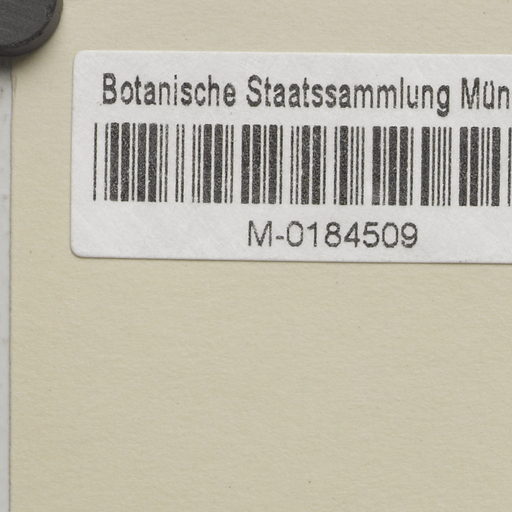 Botanische Staatssammlung Mün
M-0184509